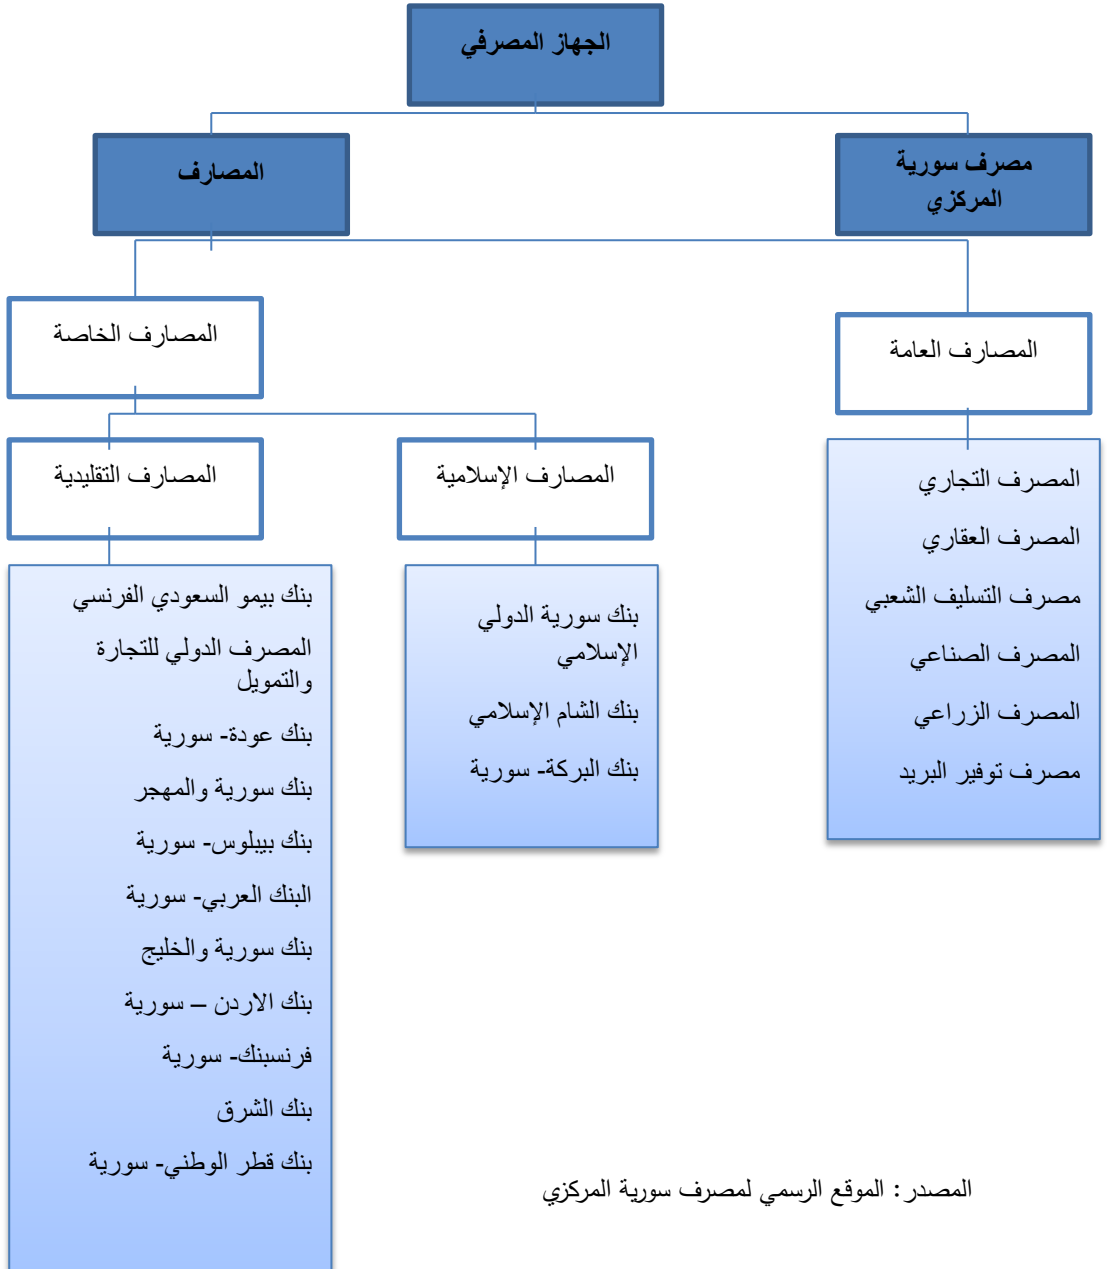 الجهاز المصرفي
مصرف سورية
المركزي
المصارف
المصارف العامة
المصارف الخاصة
المصرف التجاري
المصرف العقاري
مصرف التسليف الشعبي
المصرف الصناعي
المصرف الزراعي
مصرف توفير البريد
المصارف الإسلامية
بنك سورية الدولي
الإسلامي
بنك الشام الإسلامي
بنك البركة- سورية
المصارف التقليدية
بنك بيمو السعودي الفرنسي
المصرف الدولي للتجارة
والتمويل
بنك عودة- سورية
بنك سورية والمهجر
بنك بيبلوس- سورية
البنك العربي- سورية
بنك سورية والخليج
بنك الاردن – سورية
فرنسبنك- سورية
بنك الشرق
بنك قطر الوطني- سورية
المصدر: الموقع الرسمي لمصرف سورية المركزي